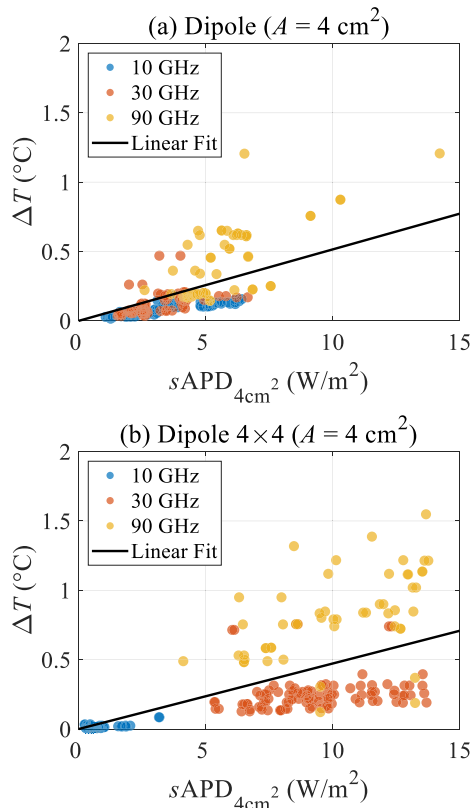 (a) Dipole (A = 4 cm²)
2
1.5
1
0.5
0
ΔT (°C)
10 GHz
30 GHz
90 GHz
Linear Fit
0
5
10
15
sAPD₄cm² (W/m²)
(b) Dipole 4×4 (A = 4 cm²)
2
1.5
1
0.5
0
ΔT (°C)
10 GHz
30 GHz
90 GHz
Linear Fit
0
5
10
15
sAPD₄cm² (W/m²)